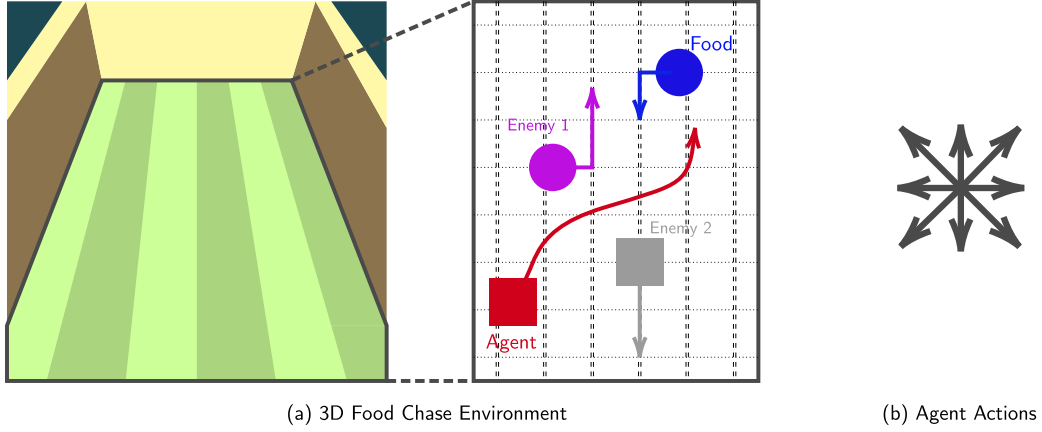 Food
Enemy 1
Enemy 2
Agent
(a) 3D Food Chase Environment
(b) Agent Actions